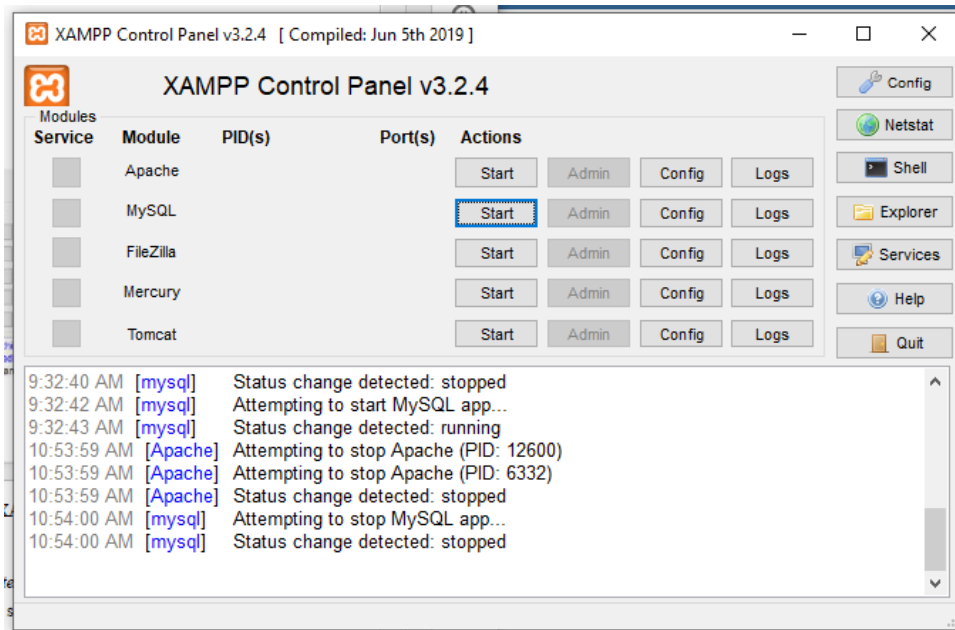 XAMPP Control Panel v3.2.4 [ Compiled: Jun 5th 2019 ]
XAMPP Control Panel v3.2.4
Config
Modules
Service Module PID(s) Port(s) Actions
Netstat
Apache Start Admin Config Logs
Shell
MySQL Start Admin Config Logs
Explorer
FileZilla Start Admin Config Logs
Services
Mercury Start Admin Config Logs
Help
Tomcat Start Admin Config Logs
Quit
9:32:40 AM [mysql] Status change detected: stopped
9:32:42 AM [mysql] Attempting to start MySQL app...
9:32:43 AM [mysql] Status change detected: running
10:53:59 AM [Apache] Attempting to stop Apache (PID: 12600)
10:53:59 AM [Apache] Attempting to stop Apache (PID: 6332)
10:53:59 AM [Apache] Status change detected: stopped
10:54:00 AM [mysql] Attempting to stop MySQL app...
10:54:00 AM [mysql] Status change detected: stopped